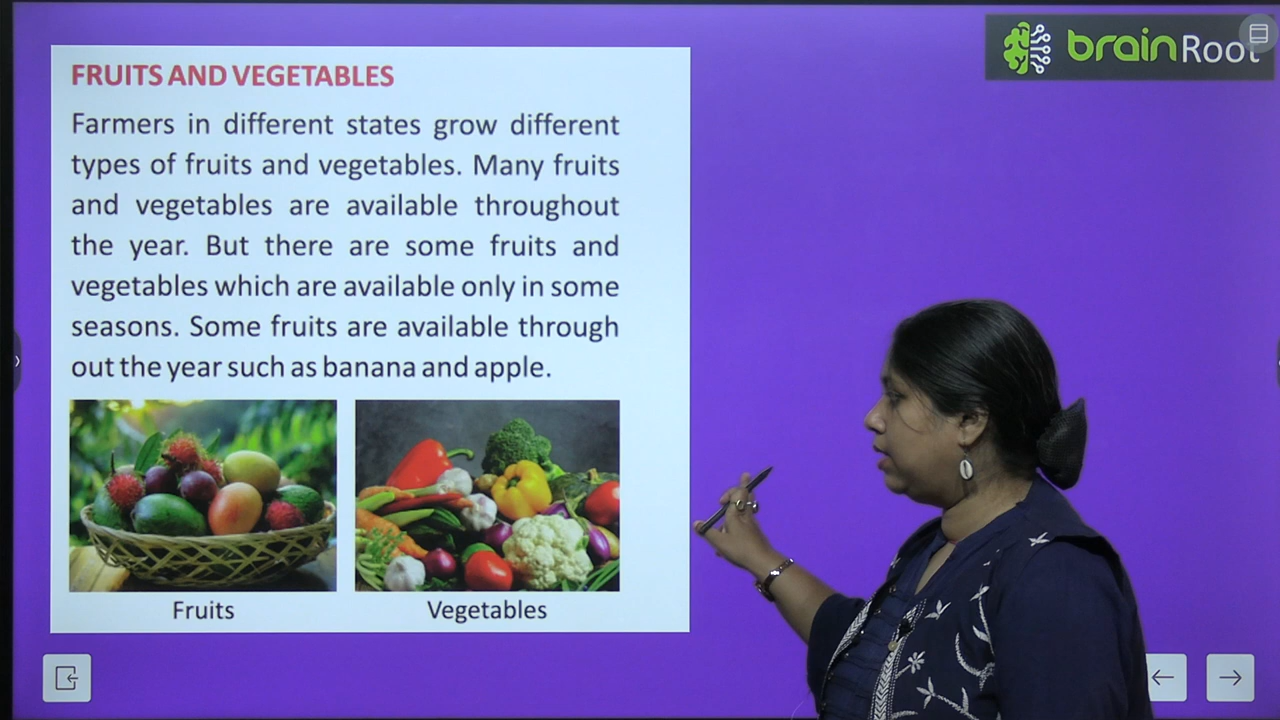 brainRoot
FRUITS AND VEGETABLES
Farmers in different states grow different
types of fruits and vegetables. Many fruits
and vegetables are available throughout
the year. But there are some fruits and
vegetables which are available only in some
seasons. Some fruits are available through
out the year such as banana and apple.
Fruits
Vegetables